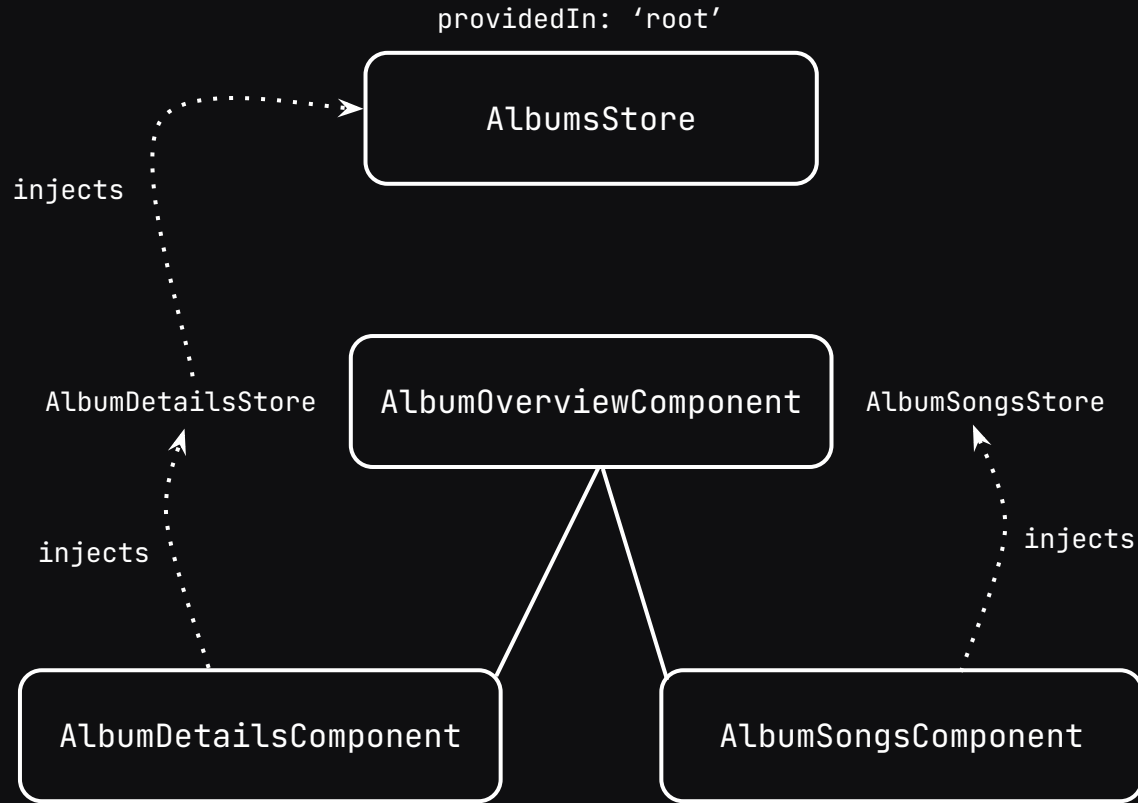 providedIn: ‘root’
AlbumsStore
injects
AlbumDetailsStore
AlbumOverviewComponent
AlbumSongsStore
injects
injects
AlbumDetailsComponent
AlbumSongsComponent